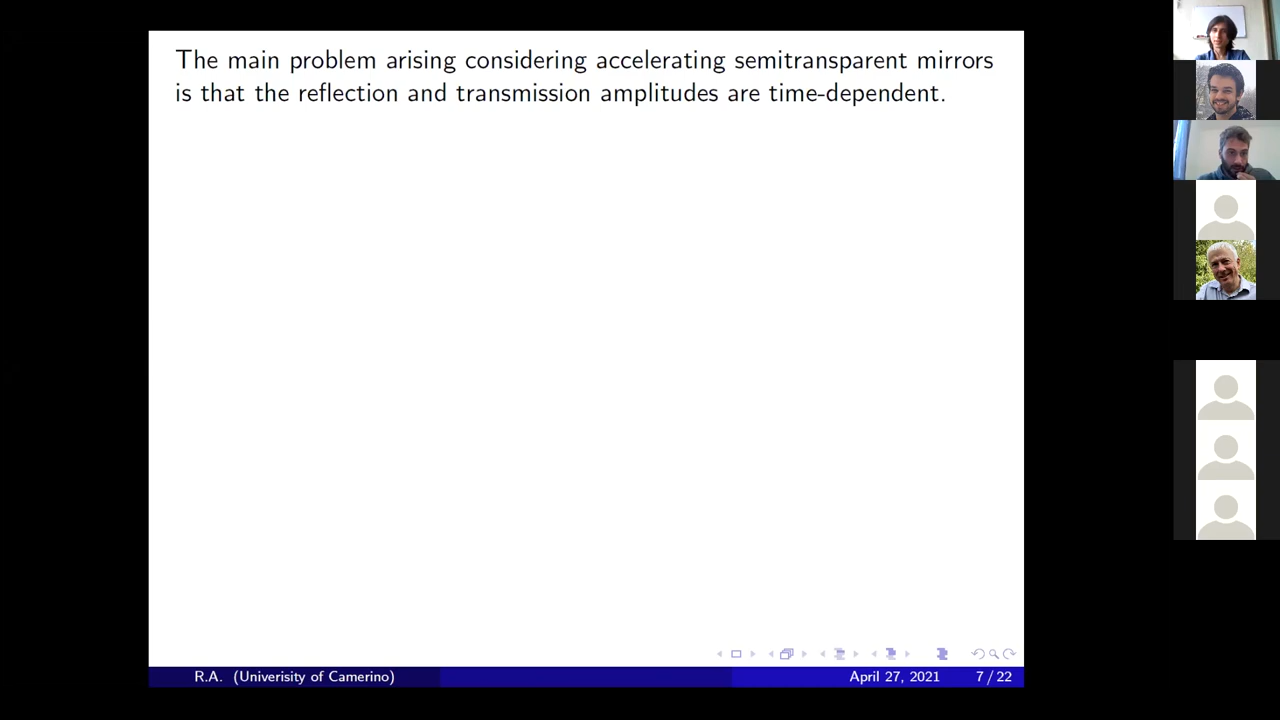 The main problem arising considering accelerating semitransparent mirrors
is that the reflection and transmission amplitudes are time-dependent.
R.A. (Univerisity of Camerino)
April 27, 2021
7 / 22